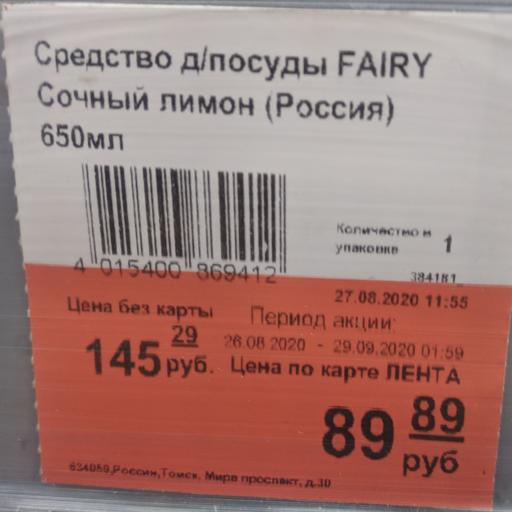 Средство д/посуды FAIRY
Сочный лимон (Россия)
650мл
4 015400 869412
Количество в
упаковке 1
384181
27.08.2020 11:55
Цена без карты
Период акции:
26.08.2020 - 29.09.2020 01:59
145 29 руб.
Цена по карте ЛЕНТА
89 89 руб
634059,Россия,Томск, Мира проспект, д.30